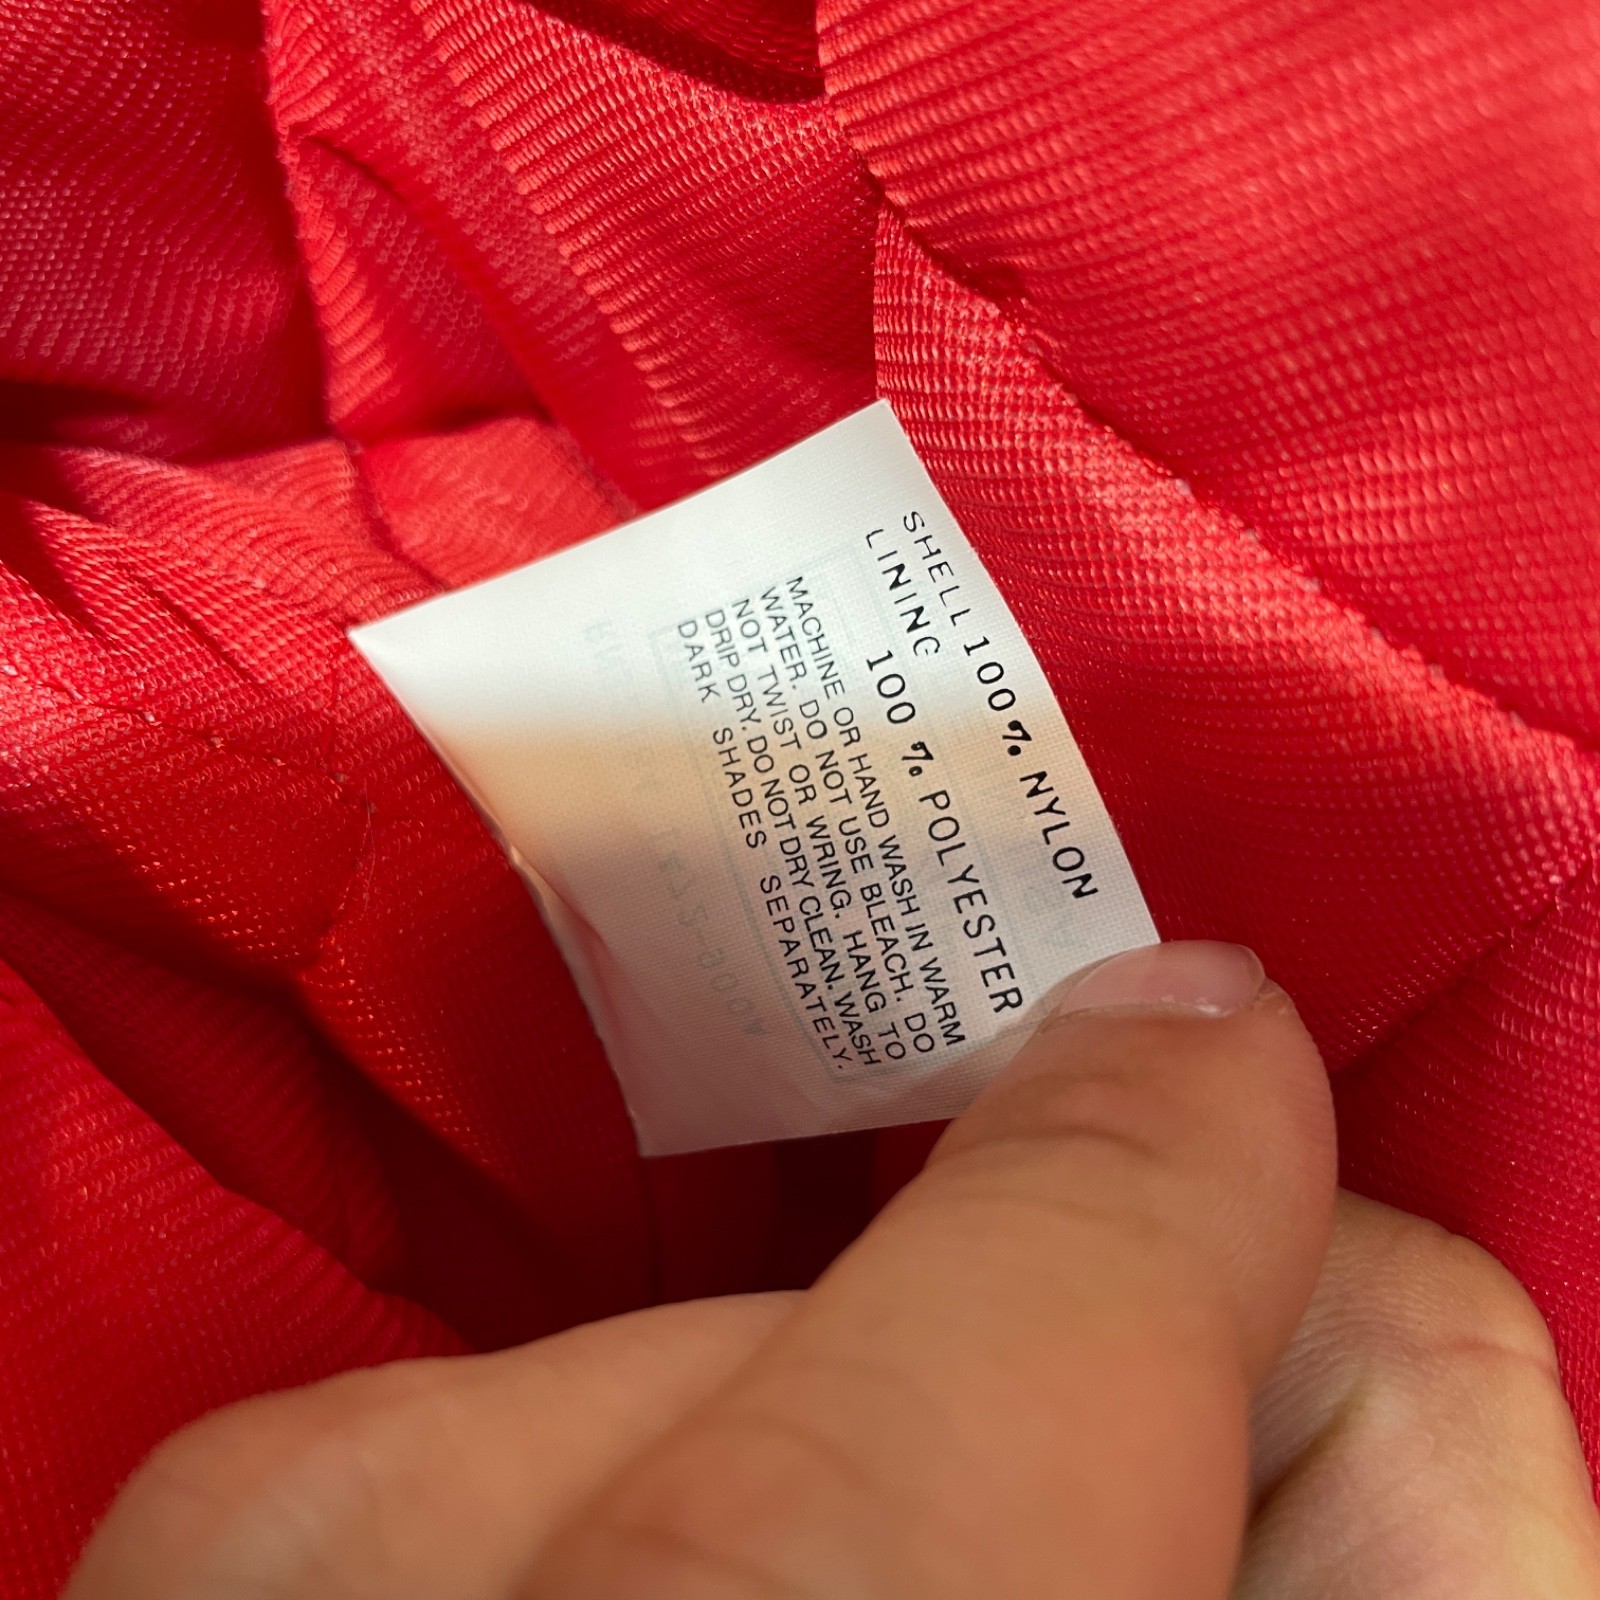 SHELL 100% NYLON
LINING 100 % POLYESTER
MACHINE OR HAND WASH IN WARM
WATER. DO NOT USE BLEACH. DO
NOT TWIST OR WRING. HANG TO
DRIP DRY. DO NOT DRY CLEAN. WASH
DARK SHADES SEPARATELY.